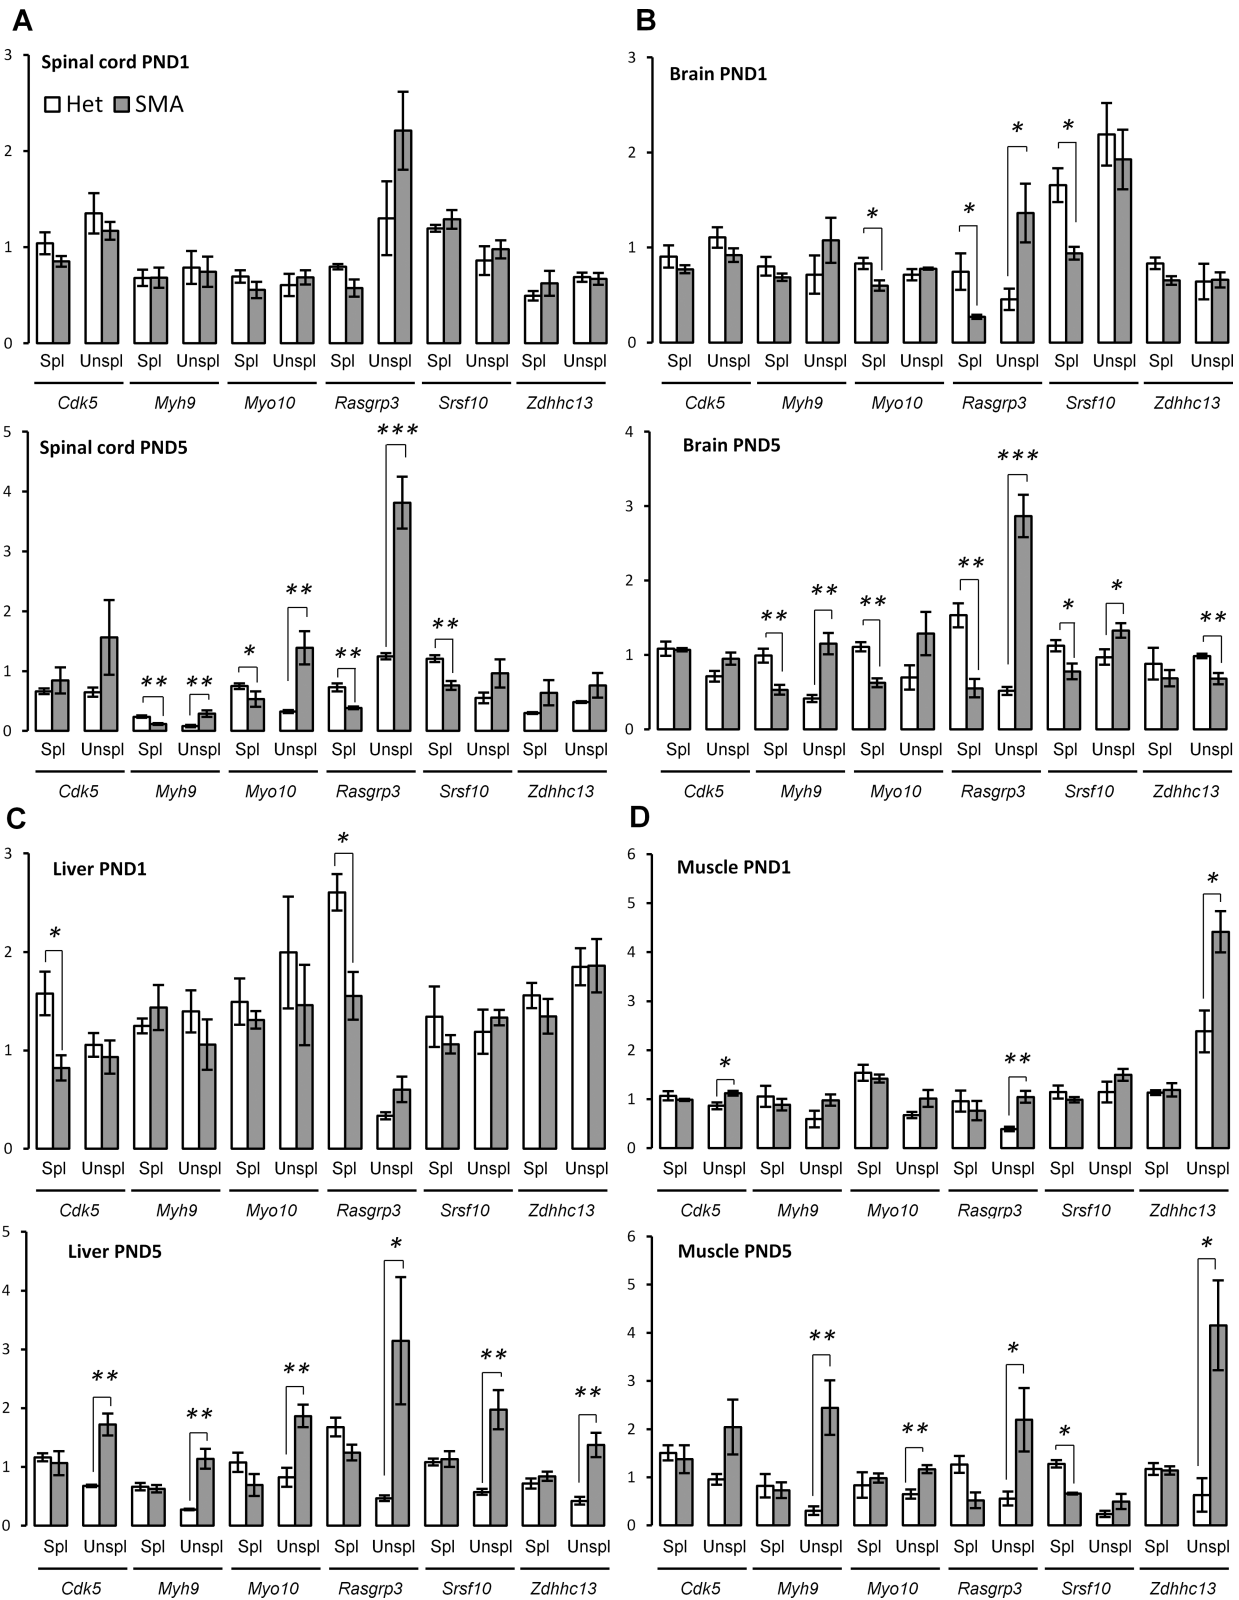 A
B
3
2
1
0
Spinal cord PND1
Het SMA
Spl Unspl Spl Unspl Spl Unspl Spl Unspl Spl Unspl Spl Unspl
Cdk5 Myh9 Myo10 Rasgrp3 Srsf10 Zdhhc13
3
2
1
0
Brain PND1
* * * *
Spl Unspl Spl Unspl Spl Unspl Spl Unspl Spl Unspl Spl Unspl
Cdk5 Myh9 Myo10 Rasgrp3 Srsf10 Zdhhc13
5
4
3
2
1
0
Spinal cord PND5
** ** * ** ** *** **
Spl Unspl Spl Unspl Spl Unspl Spl Unspl Spl Unspl Spl Unspl
Cdk5 Myh9 Myo10 Rasgrp3 Srsf10 Zdhhc13
4
3
2
1
0
Brain PND5
** ** ** ** *** * * **
Spl Unspl Spl Unspl Spl Unspl Spl Unspl Spl Unspl Spl Unspl
Cdk5 Myh9 Myo10 Rasgrp3 Srsf10 Zdhhc13
C
D
3
2
1
0
Liver PND1
* *
Spl Unspl Spl Unspl Spl Unspl Spl Unspl Spl Unspl Spl Unspl
Cdk5 Myh9 Myo10 Rasgrp3 Srsf10 Zdhhc13
6
5
4
3
2
1
0
Muscle PND1
* ** *
Spl Unspl Spl Unspl Spl Unspl Spl Unspl Spl Unspl Spl Unspl
Cdk5 Myh9 Myo10 Rasgrp3 Srsf10 Zdhhc13
5
4
3
2
1
0
Liver PND5
** ** ** * ** **
Spl Unspl Spl Unspl Spl Unspl Spl Unspl Spl Unspl Spl Unspl
Cdk5 Myh9 Myo10 Rasgrp3 Srsf10 Zdhhc13
6
5
4
3
2
1
0
Muscle PND5
** ** * * *
Spl Unspl Spl Unspl Spl Unspl Spl Unspl Spl Unspl Spl Unspl
Cdk5 Myh9 Myo10 Rasgrp3 Srsf10 Zdhhc13